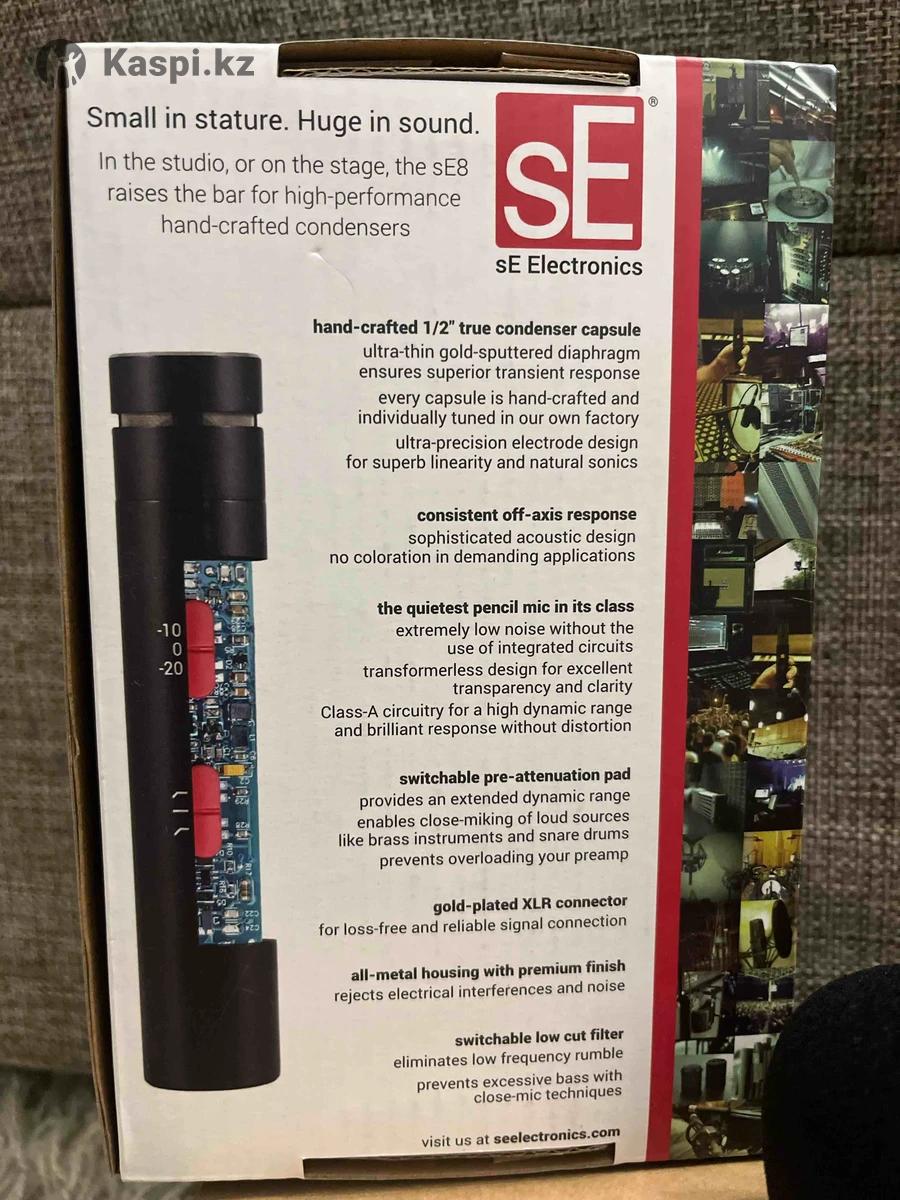 Kaspi.kz
Small in stature. Huge in sound.
In the studio, or on the stage, the sE8
raises the bar for high-performance
hand-crafted condensers
sE
®
sE Electronics
hand-crafted 1/2" true condenser capsule
ultra-thin gold-sputtered diaphragm
ensures superior transient response
every capsule is hand-crafted and
individually tuned in our own factory
ultra-precision electrode design
for superb linearity and natural sonics
consistent off-axis response
sophisticated acoustic design
no coloration in demanding applications
the quietest pencil mic in its class
extremely low noise without the
use of integrated circuits
transformerless design for excellent
transparency and clarity
Class-A circuitry for a high dynamic range
and brilliant response without distortion
switchable pre-attenuation pad
provides an extended dynamic range
enables close-miking of loud sources
like brass instruments and snare drums
prevents overloading your preamp
gold-plated XLR connector
for loss-free and reliable signal connection
all-metal housing with premium finish
rejects electrical interferences and noise
switchable low cut filter
eliminates low frequency rumble
prevents excessive bass with
close-mic techniques
visit us at seelectronics.com
-10
0
-20